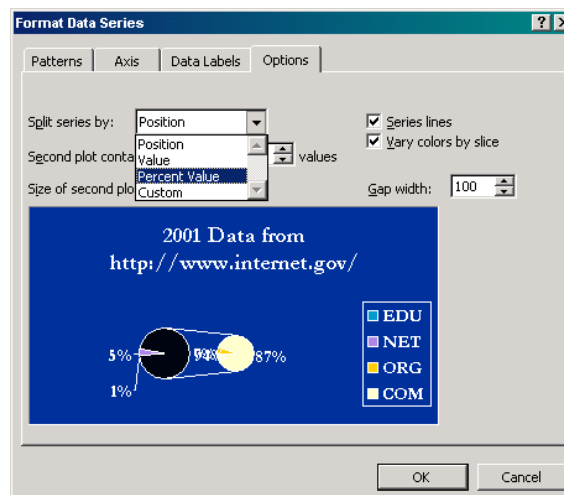 Format Data Series
Patterns Axis Data Labels Options
Split series by: Position
Series lines
Position
Vary colors by slice
Second plot conta
Value
values
Percent Value
Size of second plo
Custom
Gap width: 100
2001 Data from
http://www.internet.gov/
EDU
NET
5% 87%
ORG
1%
COM
OK Cancel